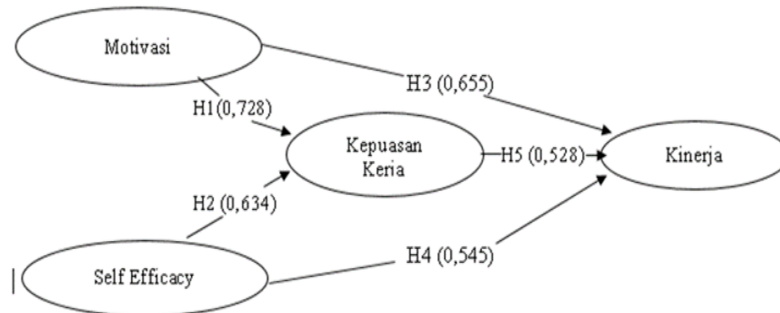 Motivasi
H3 (0,655)
H1(0,728)
Kepuasan
Kerja
H5 (0,528)
Kinerja
H2 (0,634)
H4 (0,545)
Self Efficacy